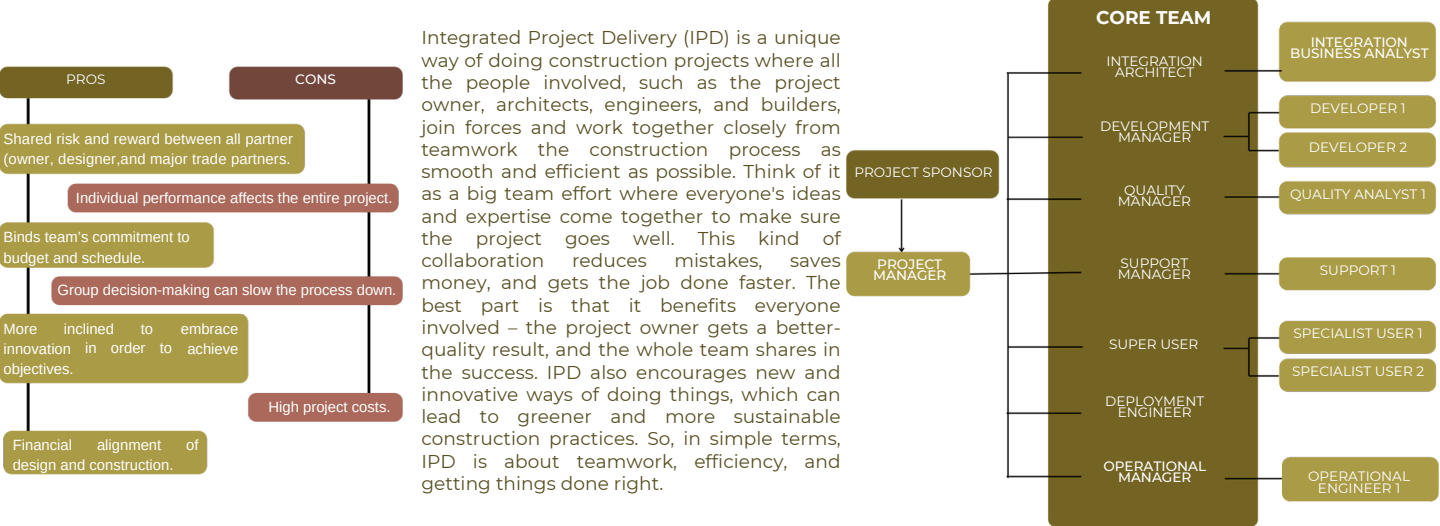 PROS
CONS
Shared risk and reward between all partner
(owner, designer,and major trade partners.
Individual performance affects the entire project.
Binds team's commitment to
budget and schedule.
Group decision-making can slow the process down.
More inclined to embrace
innovation in order to achieve
objectives.
High project costs.
Financial alignment of
design and construction.
Integrated Project Delivery (IPD) is a unique
way of doing construction projects where all
the people involved, such as the project
owner, architects, engineers, and builders,
join forces and work together closely from
teamwork the construction process as
smooth and efficient as possible. Think of it
as a big team effort where everyone's ideas
and expertise come together to make sure
the project goes well. This kind of
collaboration reduces mistakes, saves
money, and gets the job done faster. The
best part is that it benefits everyone
involved – the project owner gets a better-
quality result, and the whole team shares in
the success. IPD also encourages new and
innovative ways of doing things, which can
lead to greener and more sustainable
construction practices. So, in simple terms,
IPD is about teamwork, efficiency, and
getting things done right.
PROJECT SPONSOR
PROJECT
MANAGER
CORE TEAM
INTEGRATION
ARCHITECT
INTEGRATION
BUSINESS ANALYST
DEVELOPMENT
MANAGER
DEVELOPER 1
DEVELOPER 2
QUALITY
MANAGER
QUALITY ANALYST 1
SUPPORT
MANAGER
SUPPORT 1
SUPER USER
SPECIALIST USER 1
SPECIALIST USER 2
DEPLOYMENT
ENGINEER
OPERATIONAL
MANAGER
OPERATIONAL
ENGINEER 1